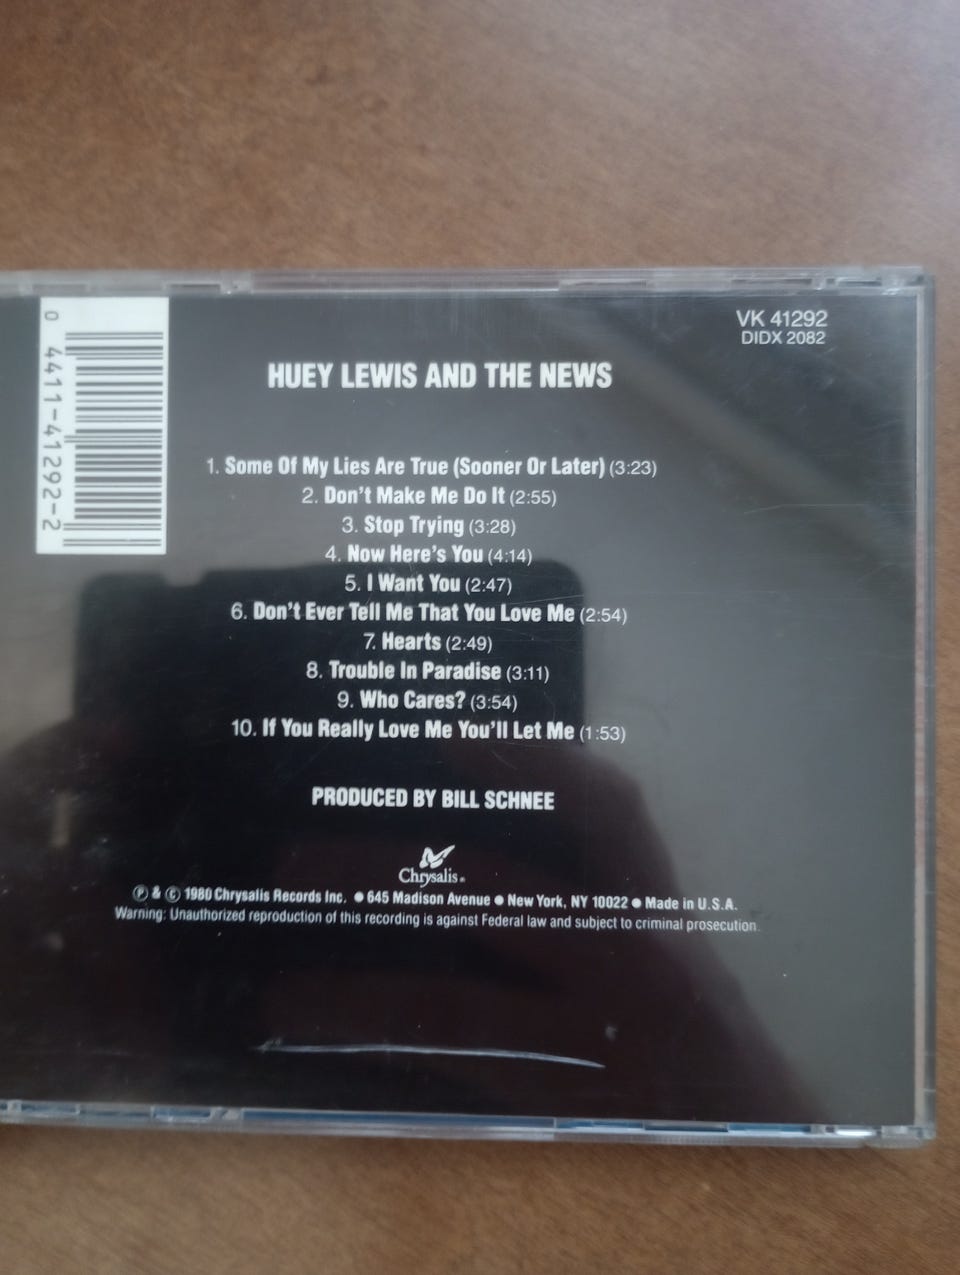 0 4411-41292-2
VK 41292
DIDX 2082
HUEY LEWIS AND THE NEWS
1. Some Of My Lies Are True (Sooner Or Later) (3:23)
2. Don't Make Me Do It (2:55)
3. Stop Trying (3:28)
4. Now Here's You (4:14)
5. I Want You (2:47)
6. Don't Ever Tell Me That You Love Me (2:54)
7. Hearts (2:49)
8. Trouble In Paradise (3:11)
9. Who Cares? (3:54)
10. If You Really Love Me You'll Let Me (1:53)
PRODUCED BY BILL SCHNEE
Chrysalis®
℗ & © 1980 Chrysalis Records Inc. ● 645 Madison Avenue ● New York, NY 10022 ● Made in U.S.A.
Warning: Unauthorized reproduction of this recording is against Federal law and subject to criminal prosecution.